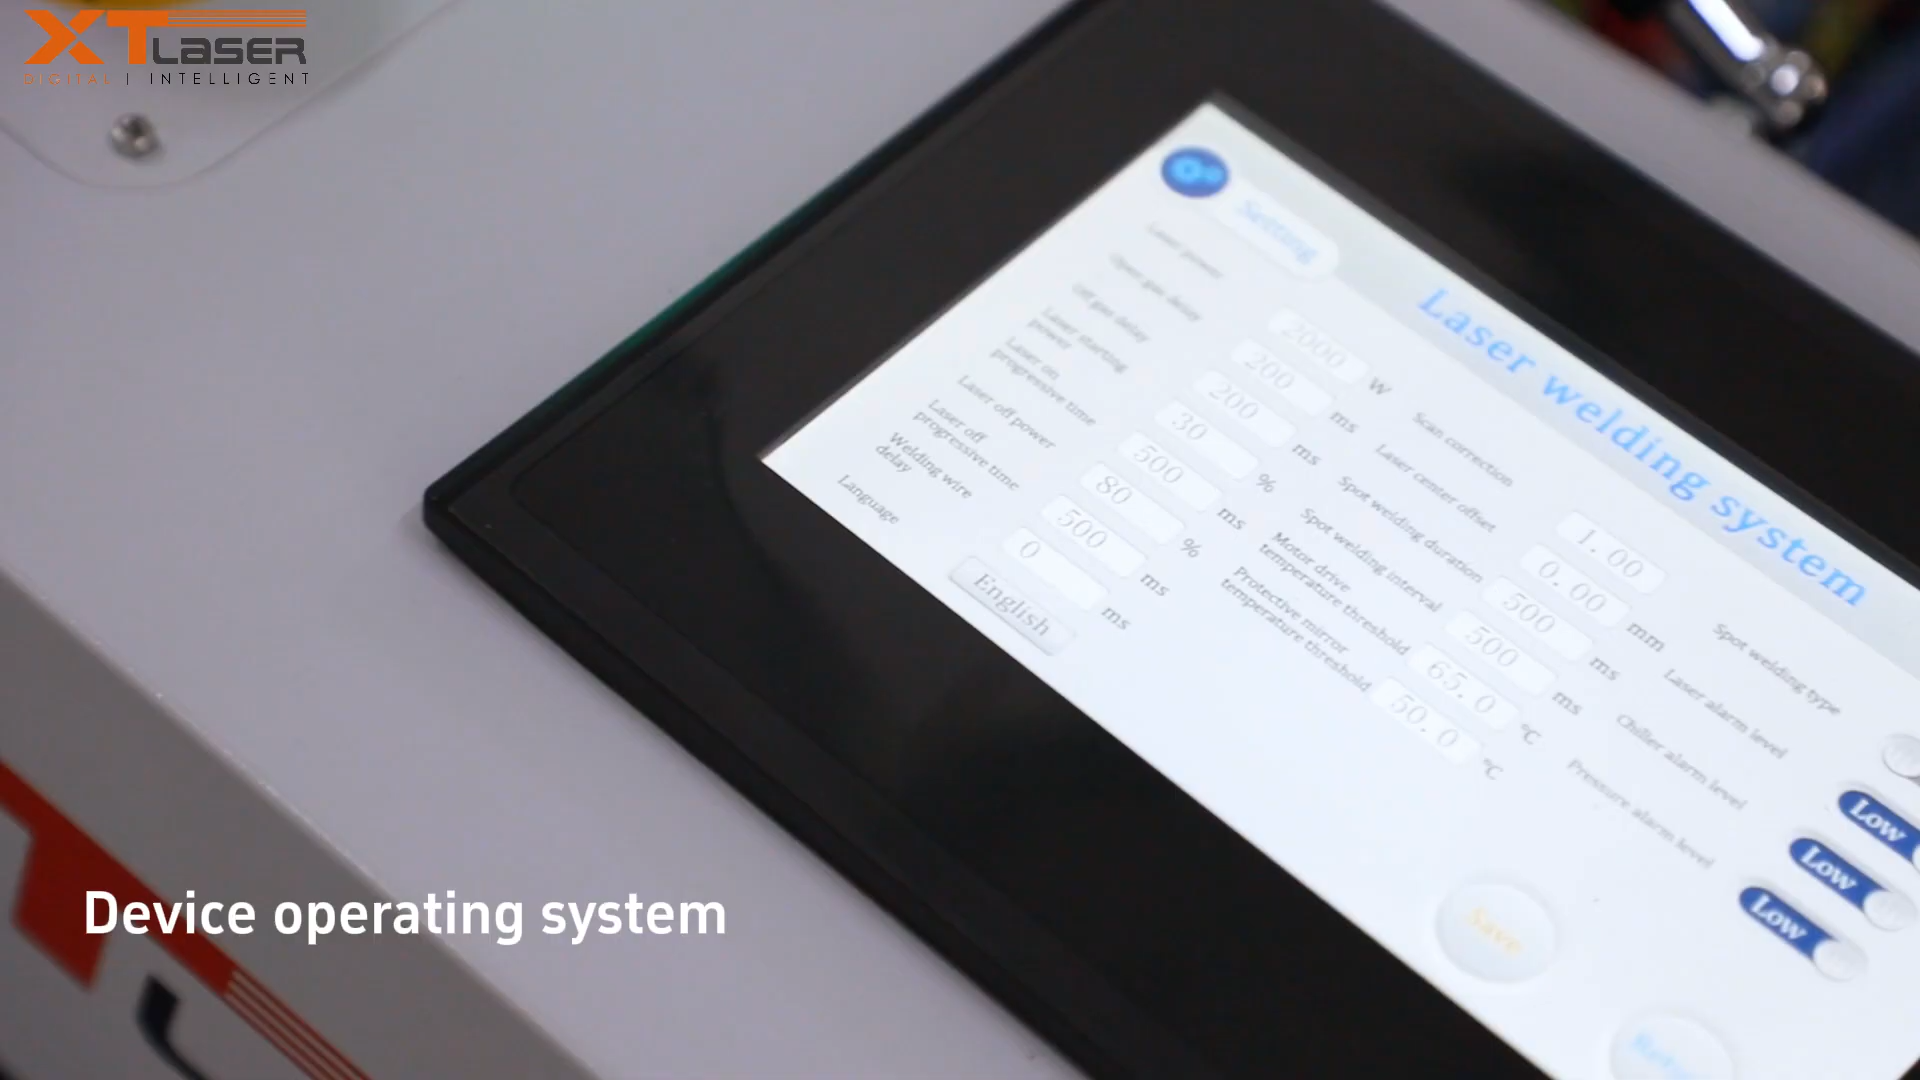 XT LASER
DIGITAL | INTELLIGENT
Setting
Laser welding system
Laser power
2000 W
Open gas delay
200 ms
Off gas delay
200 ms
Laser starting
power
30 %
Laser on
progressive time
500 ms
Laser off power
80 %
Laser off
progressive time
500 ms
Welding wire
delay
0 ms
Language
English
Scan correction
1.00
Laser center offset
0.00 mm
Spot welding duration
500 ms
Spot welding interval
500 ms
Motor drive
temperature threshold
65.0 °C
Protective mirror
temperature threshold
50.0 °C
Spot welding type
Laser alarm level
Low
Chiller alarm level
Low
Pressure alarm level
Low
Save
Device operating system